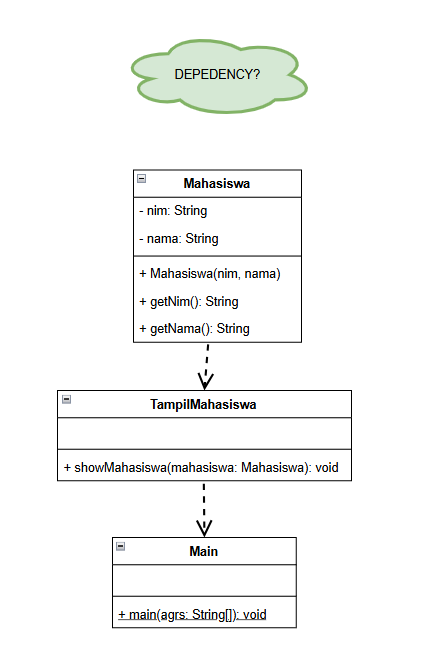 DEPEDENCY?
Mahasiswa
- nim: String
- nama: String
+ Mahasiswa(nim, nama)
+ getNim(): String
+ getNama(): String
TampilMahasiswa
+ showMahasiswa(mahasiswa: Mahasiswa): void
Main
+ main(agrs: String[]): void